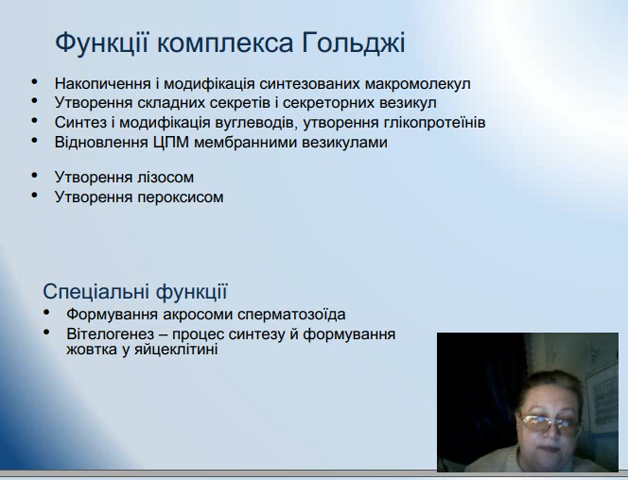 Функції комплекса Гольджі
• Накопичення і модифікація синтезованих макромолекул
• Утворення складних секретів і секреторних везикул
• Синтез і модифікація вуглеводів, утворення глікопротеїнів
• Відновлення ЦПМ мембранними везикулами
• Утворення лізосом
• Утворення пероксисом
Спеціальні функції
• Формування акросоми сперматозоїда
• Вітелогенез – процес синтезу й формування
жовтка у яйцеклітині